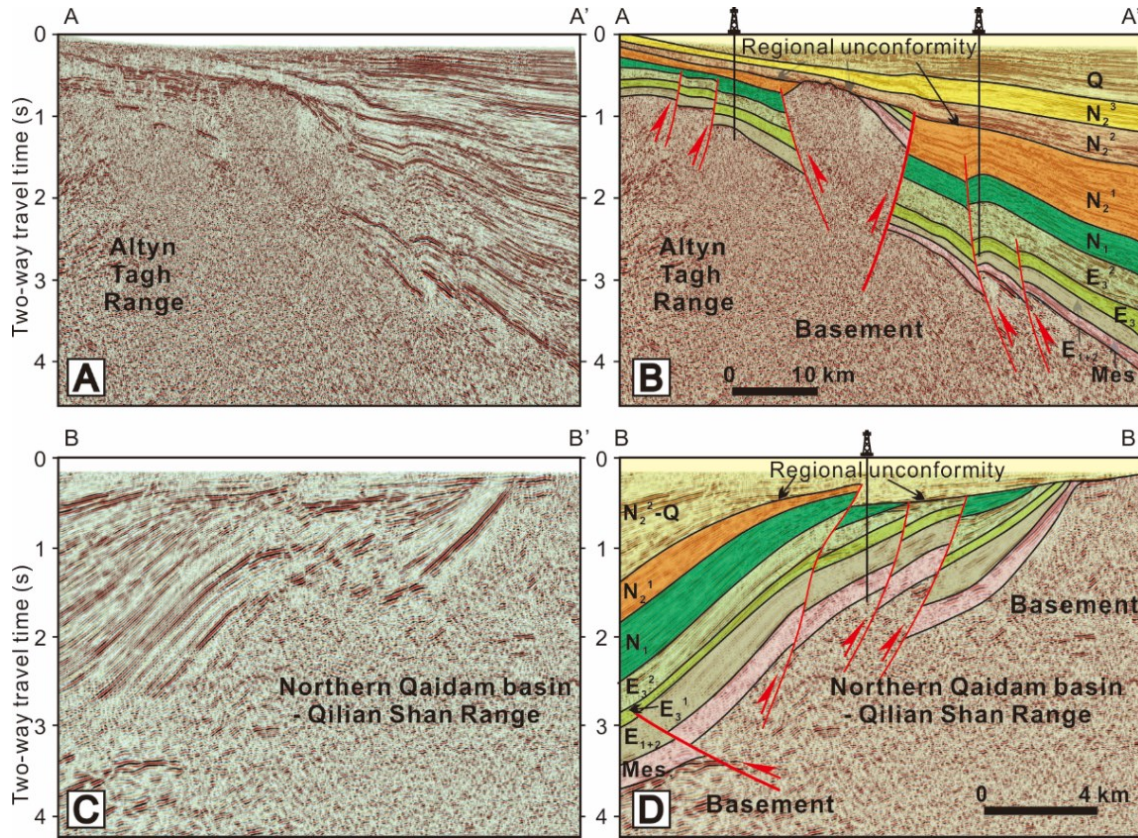 A A’ A A’
Two-way travel time (s)
0
1
2
3
4
Altyn
Tagh
Range
A
0
1
2
3
4
Regional unconformity
Q
N₂³
N₂²
N₂¹
N₁
E₃²
E₃
E₁₊₂
Mes
Altyn
Tagh
Range
Basement
0 10 km
B
B B’ B B
Two-way travel time (s)
0
1
2
3
4
Northern Qaidam basin
- Qilian Shan Range
C
0
1
2
3
4
Regional unconformity
N₂²-Q
N₂¹
N₁
E₃²
E₃¹
E₁₊₂
Mes
Basement
Northern Qaidam basin
- Qilian Shan Range
Basement
0 4 km
D